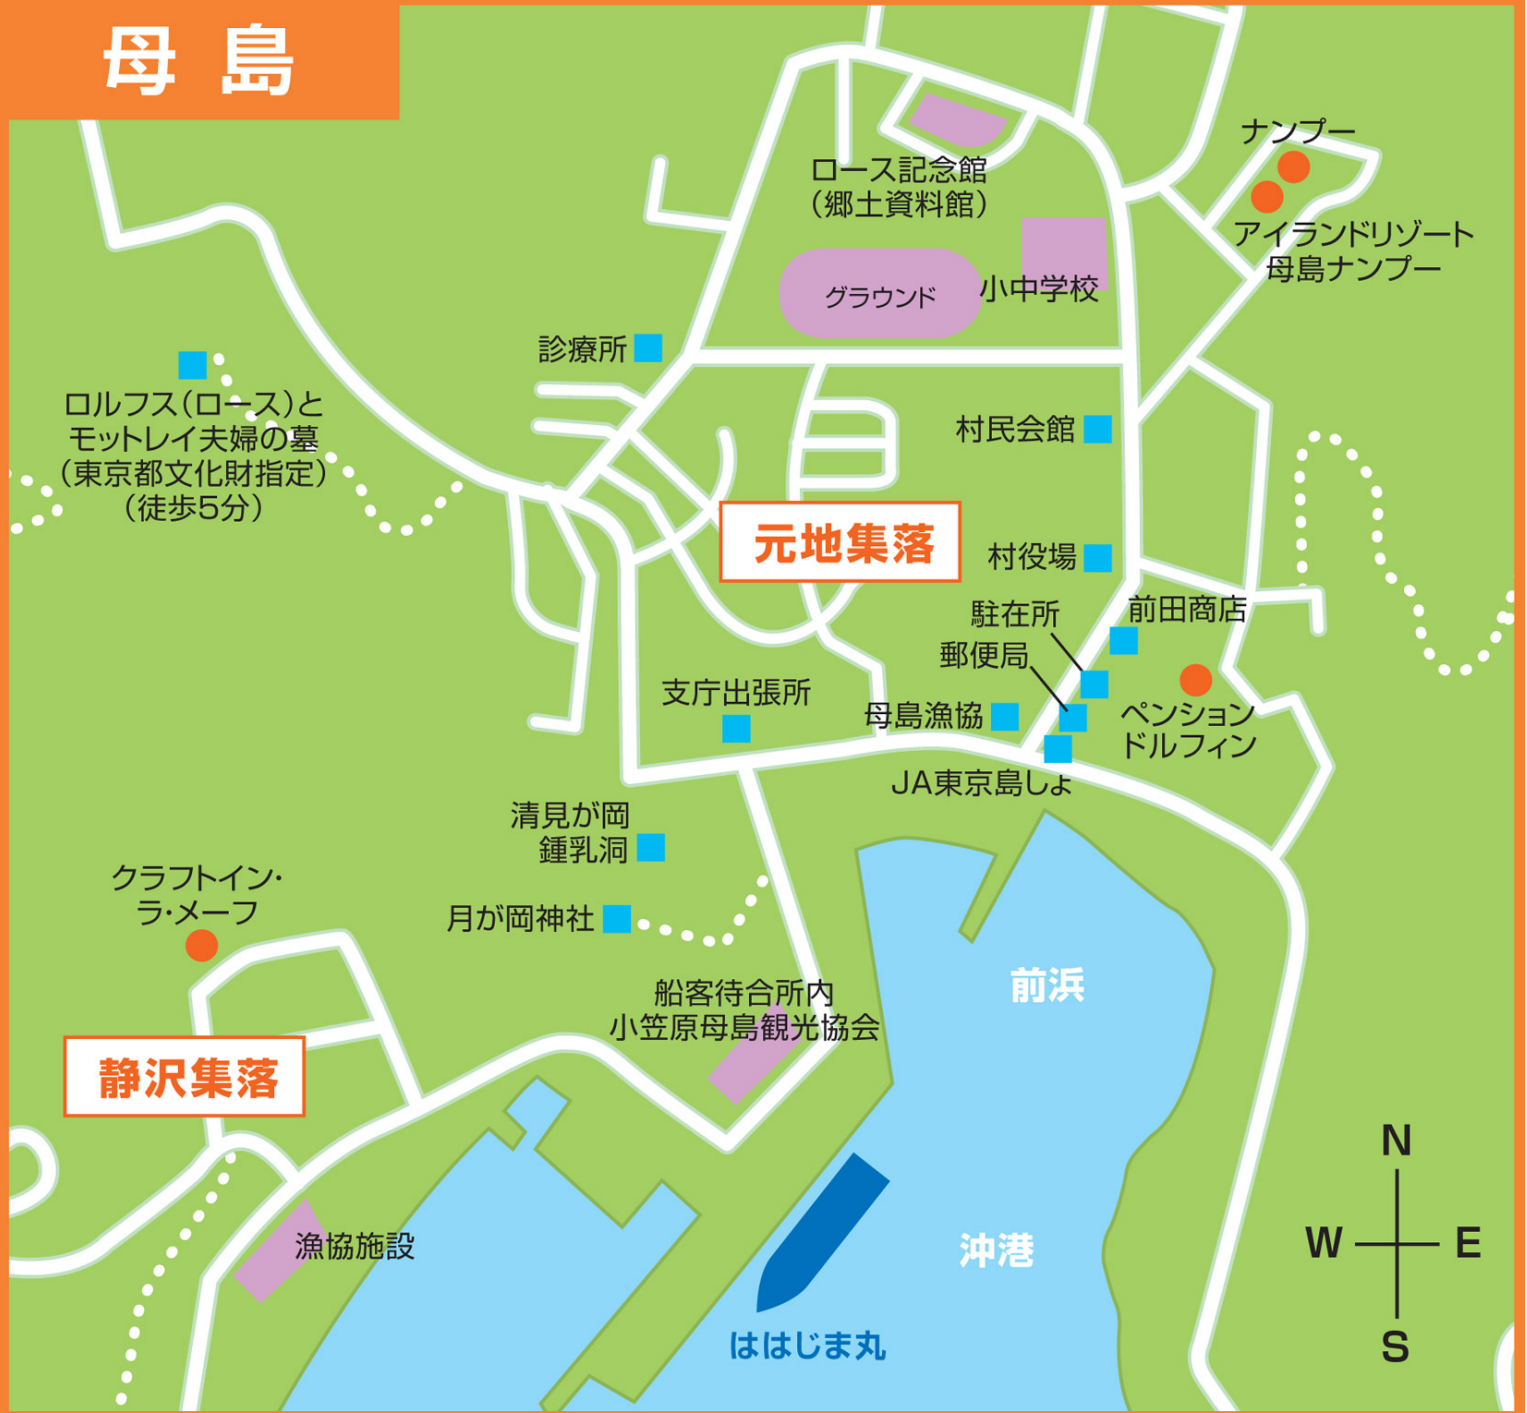 母島
ナンプー
ロース記念館
（郷土資料館）
アイランドリゾート
母島ナンプー
小中学校
グラウンド
診療所
ロルフス（ロース）と
モットレイ夫婦の墓
（東京都文化財指定）
（徒歩5分）
村民会館
元地集落
村役場
駐在所
前田商店
郵便局
支庁出張所
母島漁協
ペンション
ドルフィン
JA東京島しょ
清見が岡
鍾乳洞
クラフトイン・
ラ・メーフ
月が岡神社
前浜
船客待合所内
小笠原母島観光協会
静沢集落
漁協施設
沖港
ははじま丸
N
W
E
S